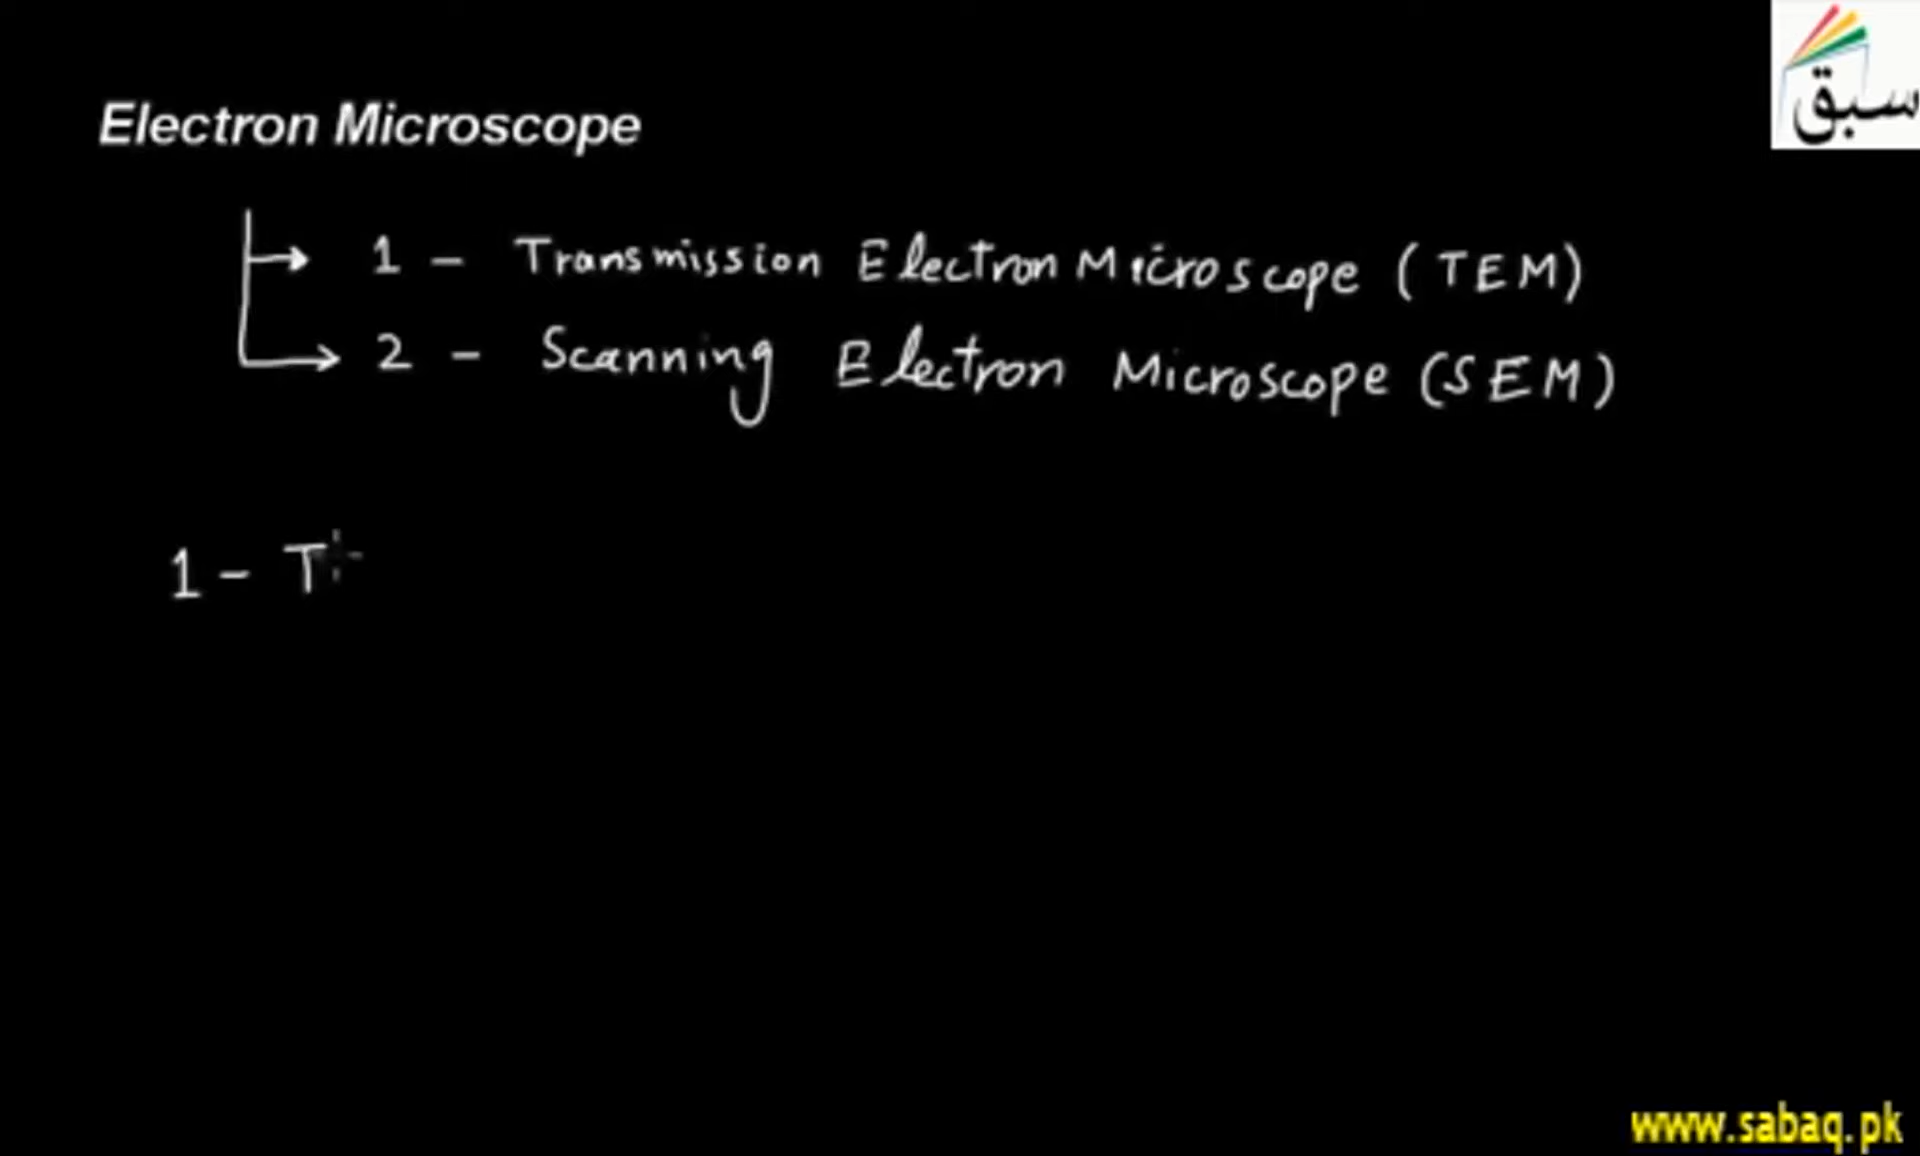 سبق
Electron Microscope
1 - Transmission Electron Microscope (TEM)
2 - Scanning Electron Microscope (SEM)
1 - T
www.sabaq.pk